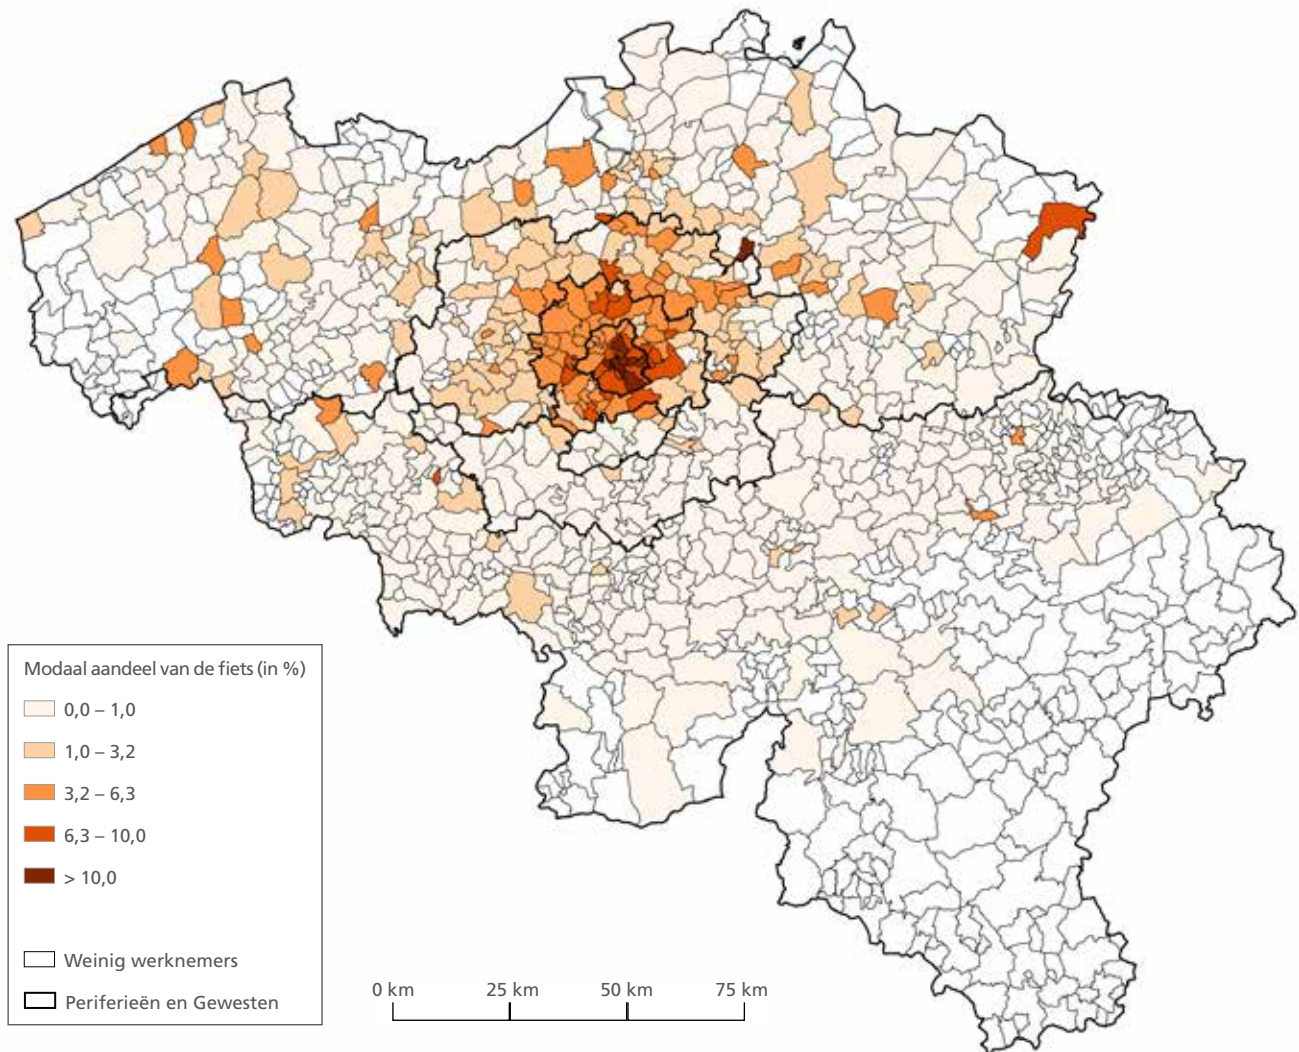 Modaal aandeel van de fiets (in %)
0,0 – 1,0
1,0 – 3,2
3,2 – 6,3
6,3 – 10,0
> 10,0
Weinig werknemers
Periferieën en Gewesten
0 km 25 km 50 km 75 km